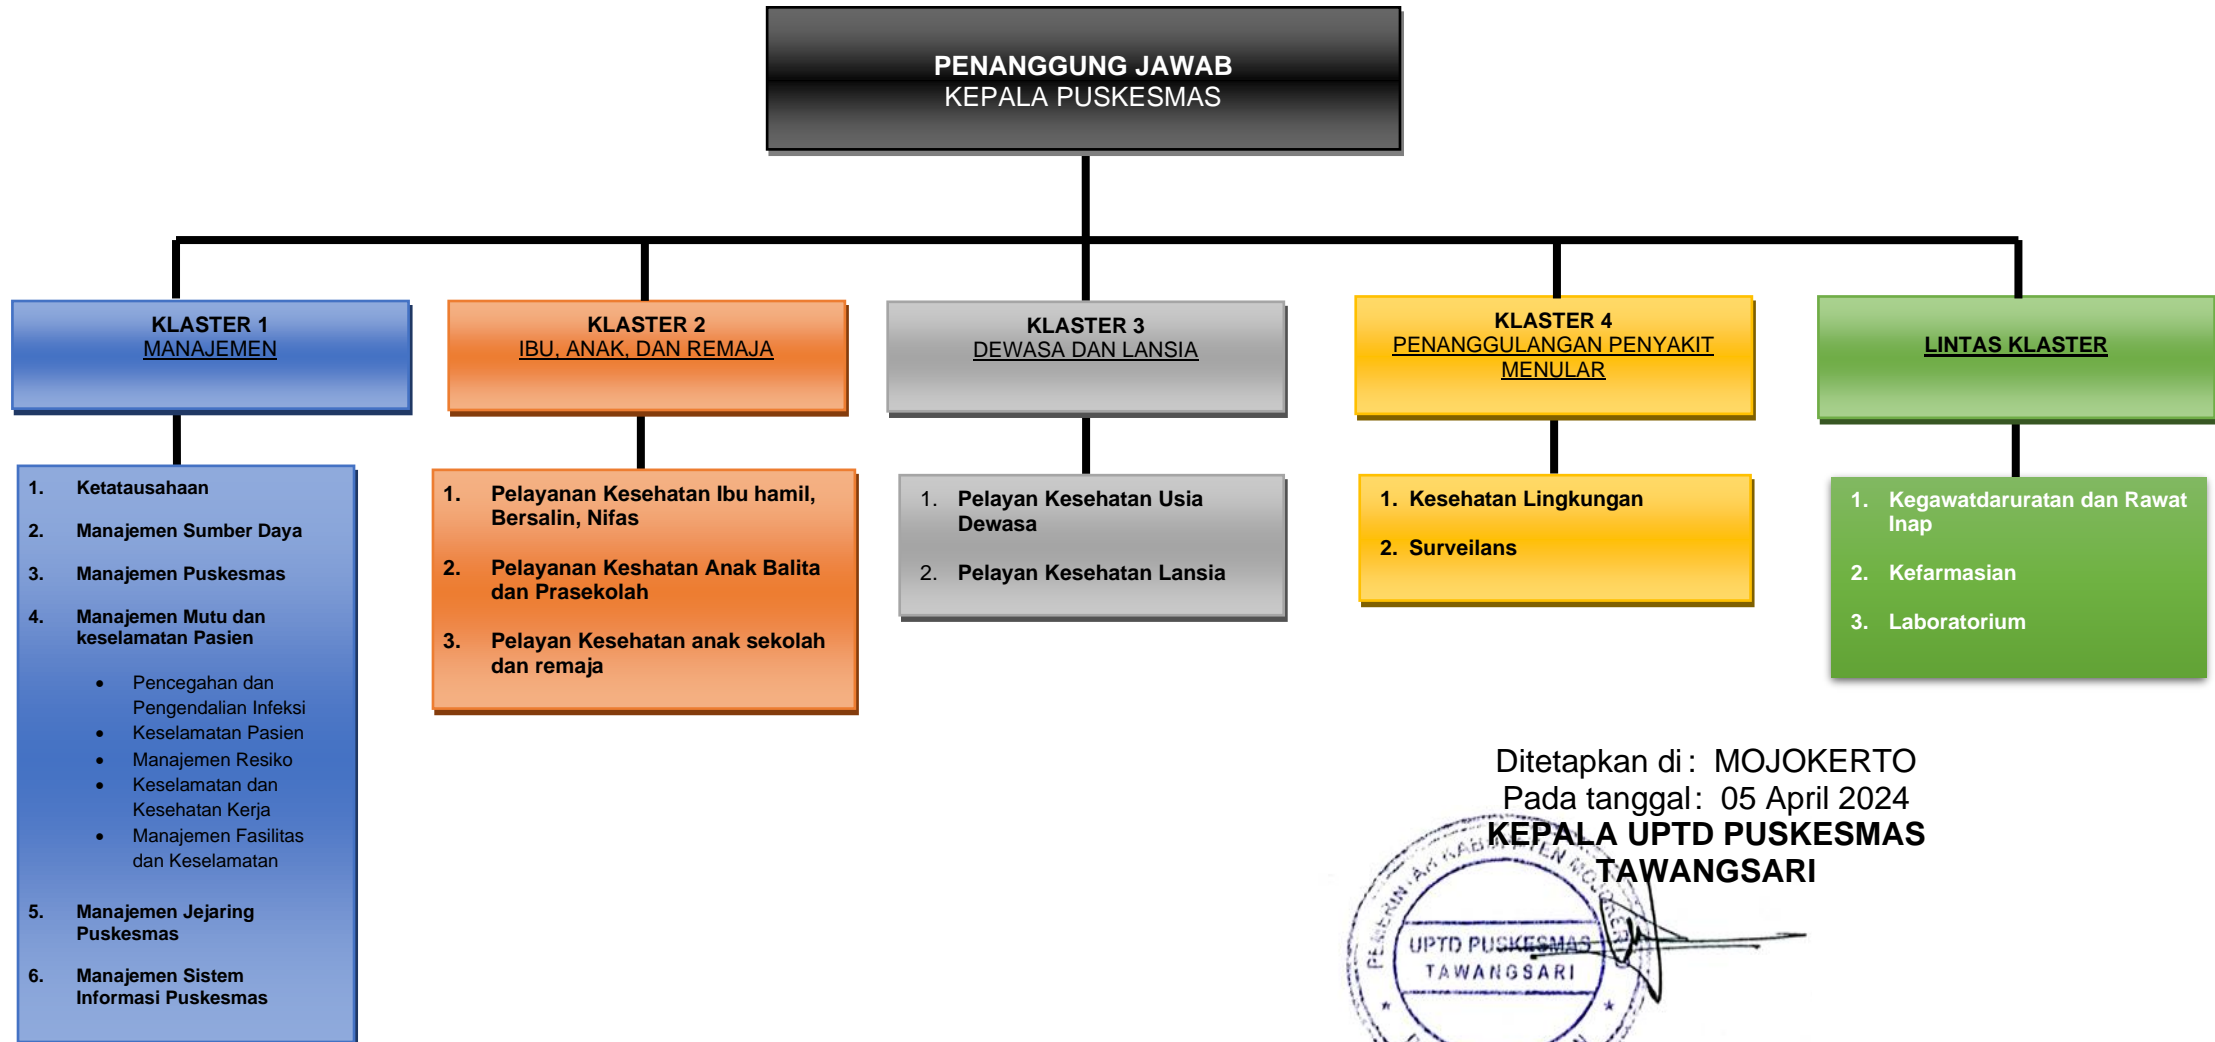 PENANGGUNG JAWAB
KEPALA PUSKESMAS
KLASTER 1
MANAJEMEN
KLASTER 2
IBU, ANAK, DAN REMAJA
KLASTER 3
DEWASA DAN LANSIA
KLASTER 4
PENANGGULANGAN PENYAKIT
MENULAR
LINTAS KLASTER
1. Ketatausahaan
2. Manajemen Sumber Daya
3. Manajemen Puskesmas
4. Manajemen Mutu dan
keselamatan Pasien
• Pencegahan dan
Pengendalian Infeksi
• Keselamatan Pasien
• Manajemen Resiko
• Keselamatan dan
Kesehatan Kerja
• Manajemen Fasilitas
dan Keselamatan
5. Manajemen Jejaring
Puskesmas
6. Manajemen Sistem
Informasi Puskesmas
1. Pelayanan Kesehatan Ibu hamil,
Bersalin, Nifas
2. Pelayanan Keshatan Anak Balita
dan Prasekolah
3. Pelayan Kesehatan anak sekolah
dan remaja
1. Pelayan Kesehatan Usia
Dewasa
2. Pelayan Kesehatan Lansia
1. Kesehatan Lingkungan
2. Surveilans
1. Kegawatdaruratan dan Rawat
Inap
2. Kefarmasian
3. Laboratorium
Ditetapkan di : MOJOKERTO
Pada tanggal : 05 April 2024
KEPALA UPTD PUSKESMAS
TAWANGSARI
PEMERINTAH KABUPATEN MOJOKERTO
UPTD PUSKESMAS
TAWANGSARI